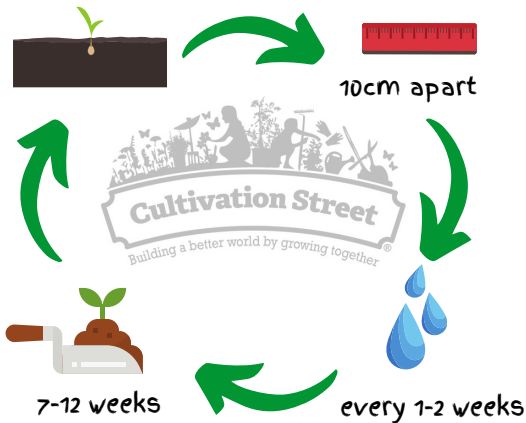 10cm apart
Cultivation Street
®
Building a better world by growing together
7-12 weeks
every 1-2 weeks